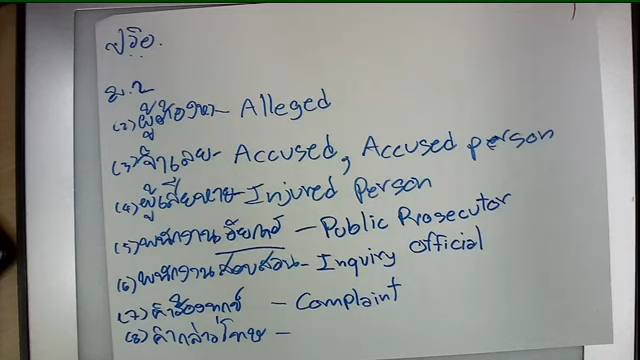 ปวิอ.
ม.2
(2) ผู้ต้องหา - Alleged
(3) จำเลย - Accused, Accused person
(4) ผู้เสียหาย - Injured Person
(5) พนักงานอัยการ - Public Prosecutor
(6) พนักงานสอบสวน - Inquiry official
(7) คำร้องทุกข์ - Complaint
(8) คำกล่าวโทษ -